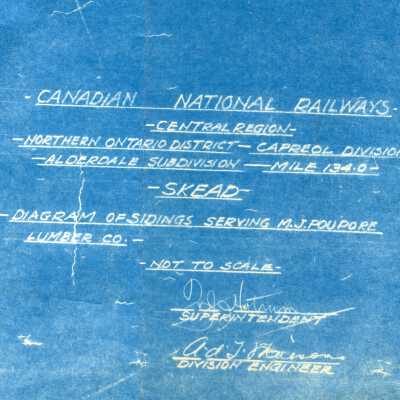 - CANADIAN NATIONAL RAILWAYS -
- CENTRAL REGION -
- NORTHERN ONTARIO DISTRICT - CAPREOL DIVISION
- ALDERDALE SUBDIVISION - MILE 134.0 -
- SKEAD -
- DIAGRAM OF SIDINGS SERVING M.J. POUPORE
LUMBER CO. -
- NOT TO SCALE -
SUPERINTENDENT
DIVISION ENGINEER